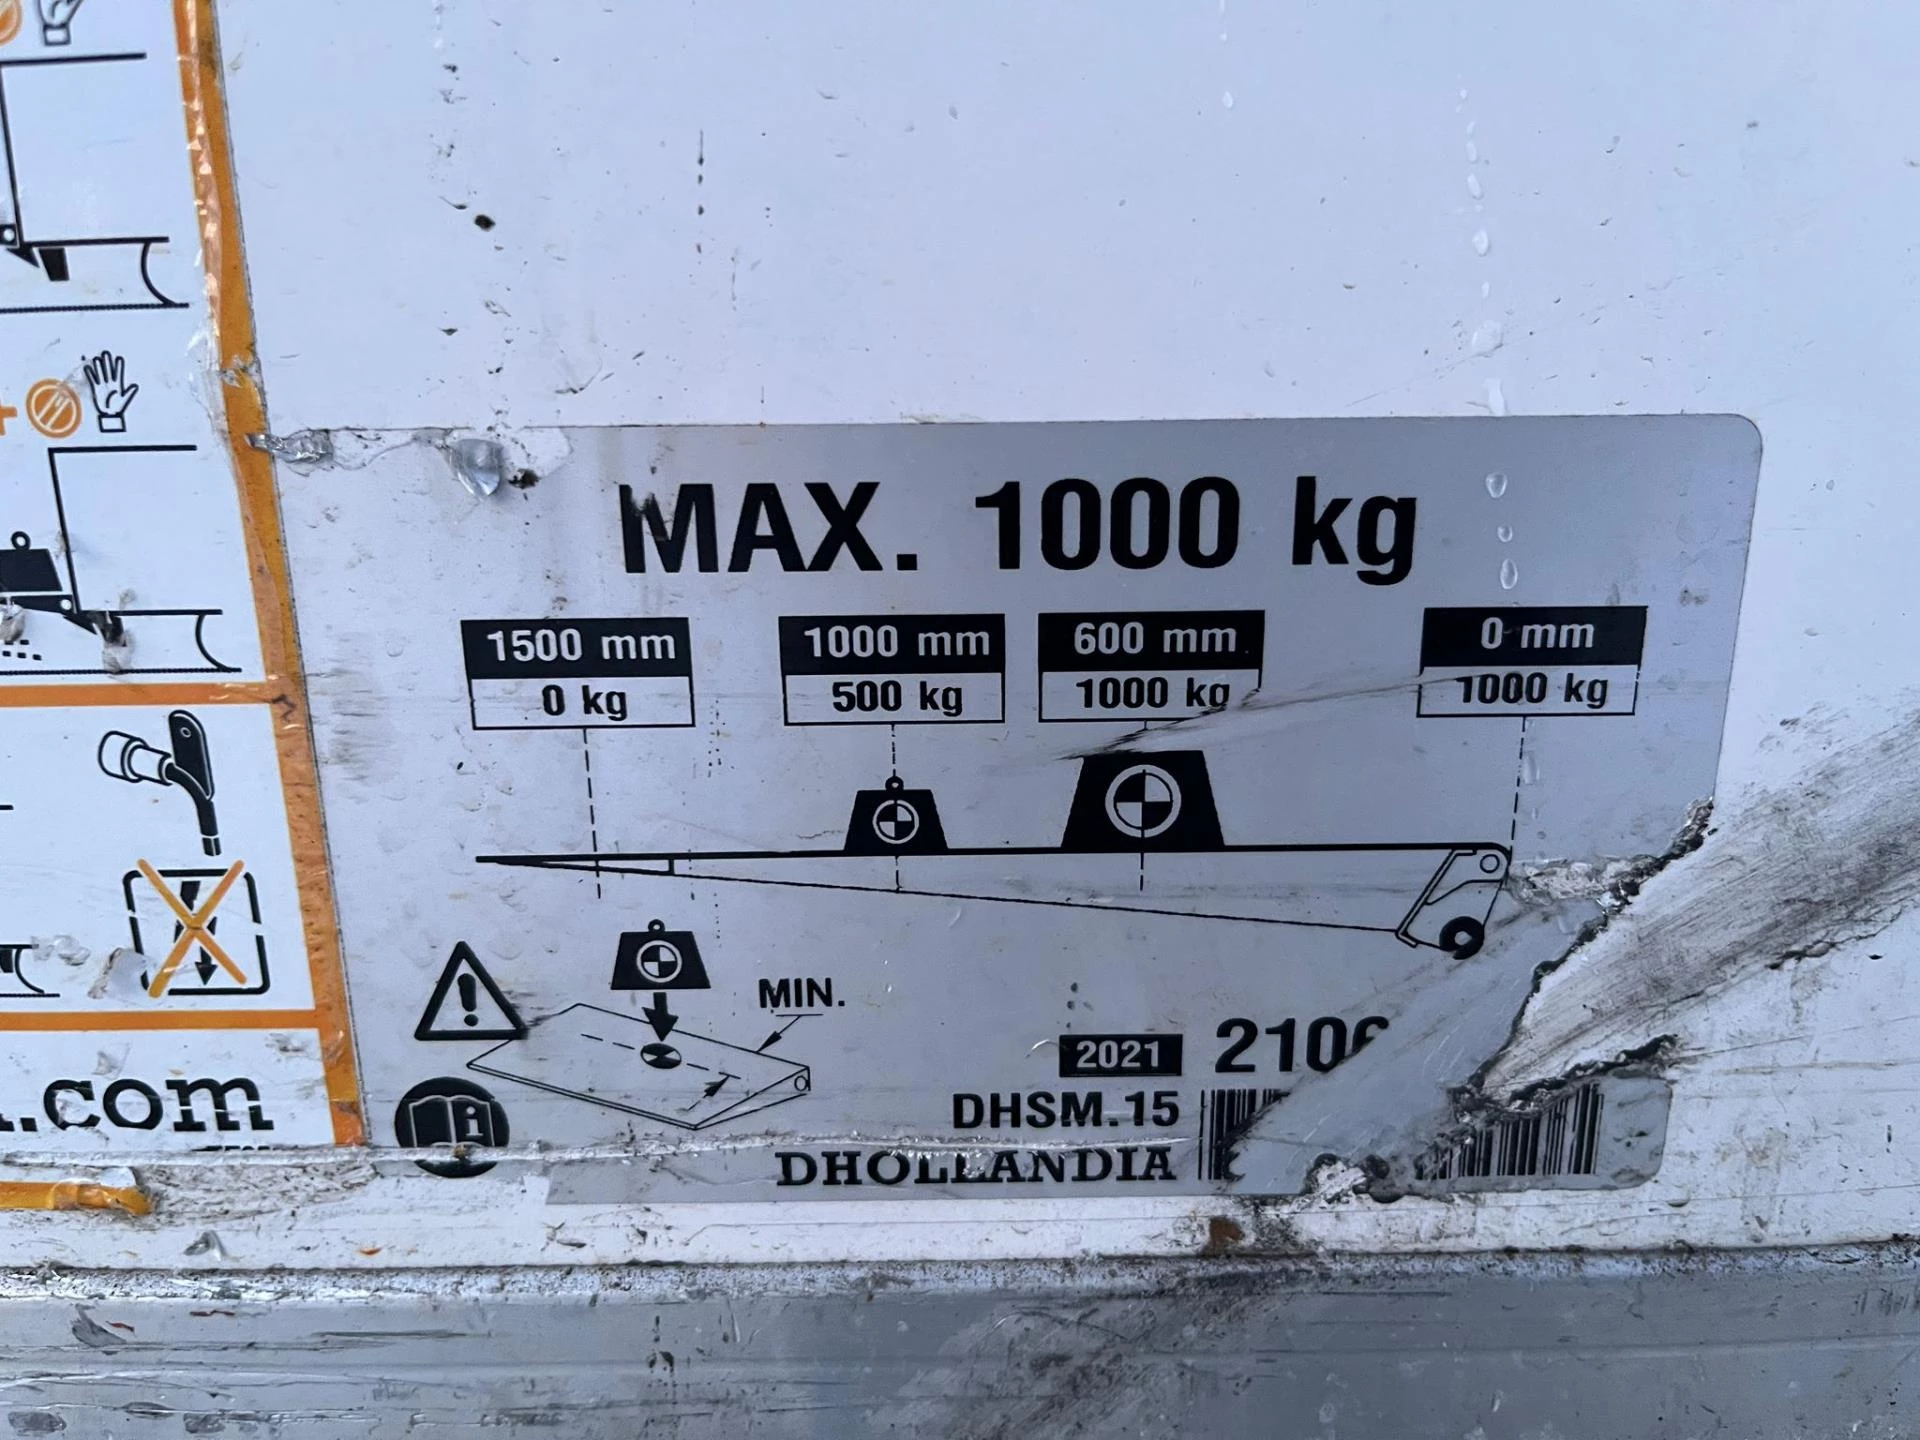 MAX. 1000 kg
1500 mm
0 kg
1000 mm
500 kg
600 mm
1000 kg
0 mm
1000 kg
MIN.
2021
DHSM.15
DHOLLANDIA
.com